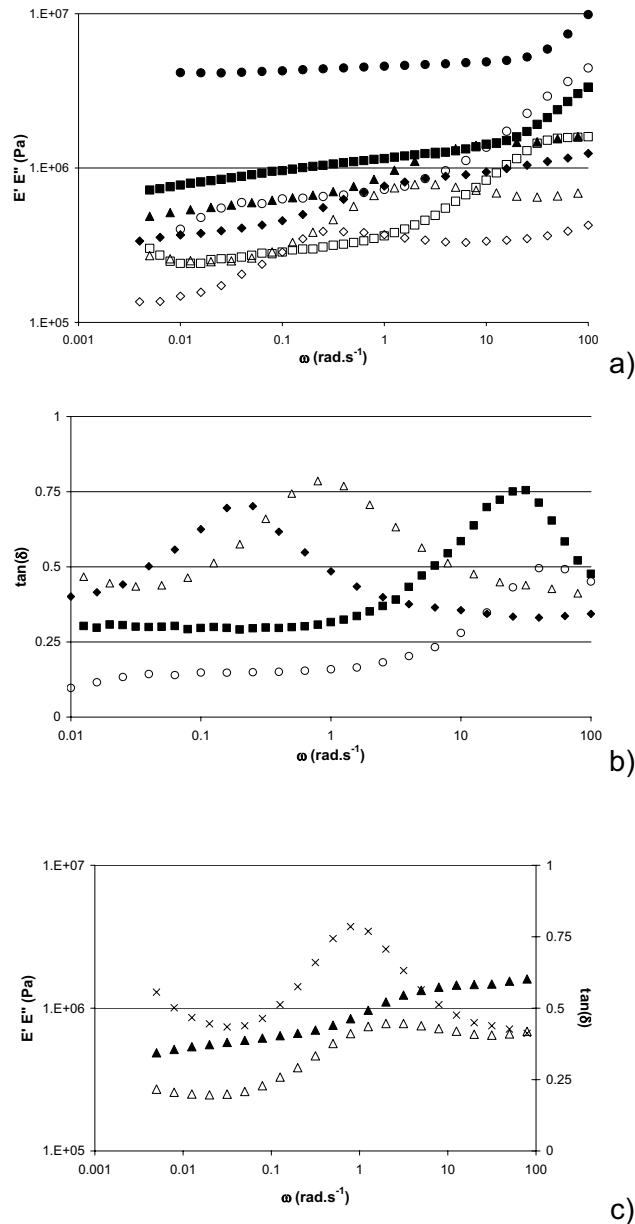 1.E+07
E' E'' (Pa)
1.E+06
1.E+05
0.001 0.01 0.1 1 10 100
ω (rad.s⁻¹)
a)
1
0.75
tan(δ)
0.5
0.25
0
0.01 0.1 1 10 100
ω (rad.s⁻¹)
b)
1.E+07 1
0.75
E' E'' (Pa)
1.E+06 0.5
tan(δ)
0.25
1.E+05 0
0.001 0.01 0.1 1 10 100
ω (rad.s⁻¹)
c)